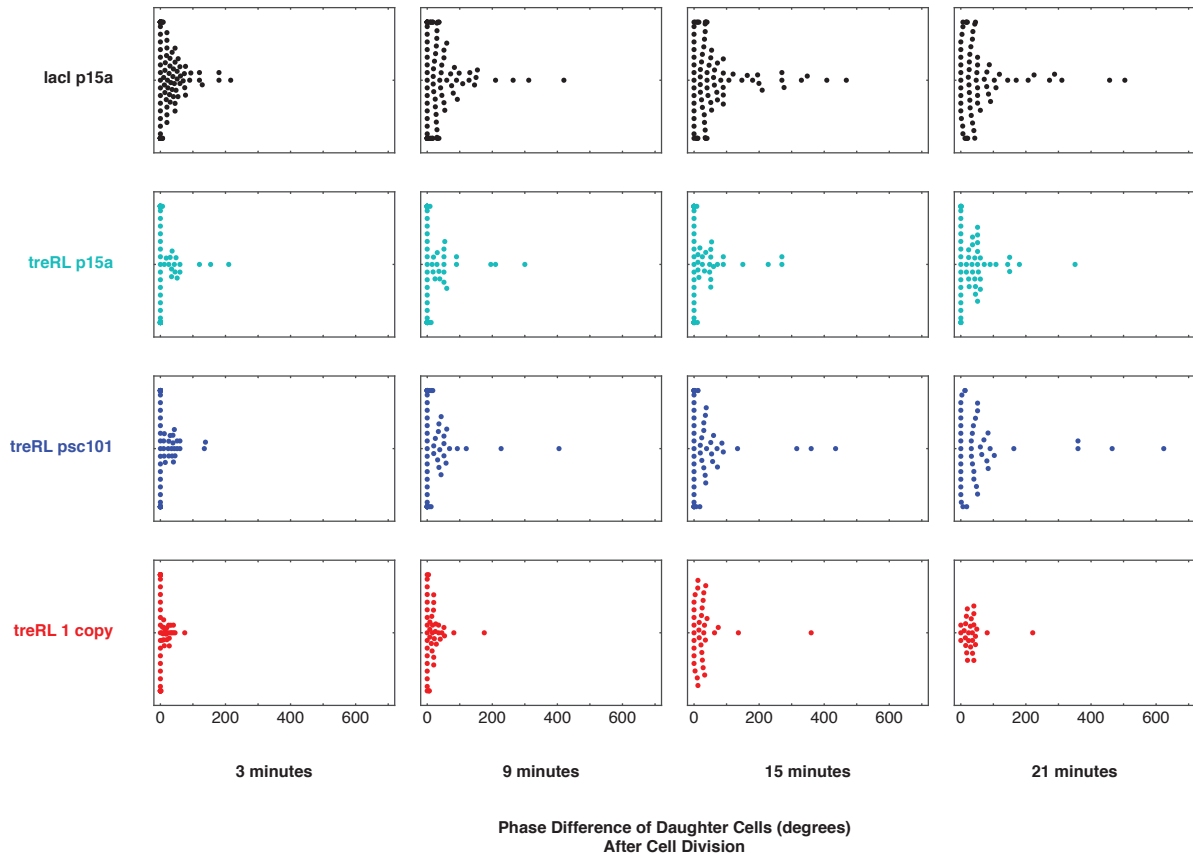 lacI p15a
treRL p15a
treRL psc101
treRL 1 copy
0 200 400 600 0 200 400 600 0 200 400 600 0 200 400 600
3 minutes 9 minutes 15 minutes 21 minutes
Phase Difference of Daughter Cells (degrees)
After Cell Division